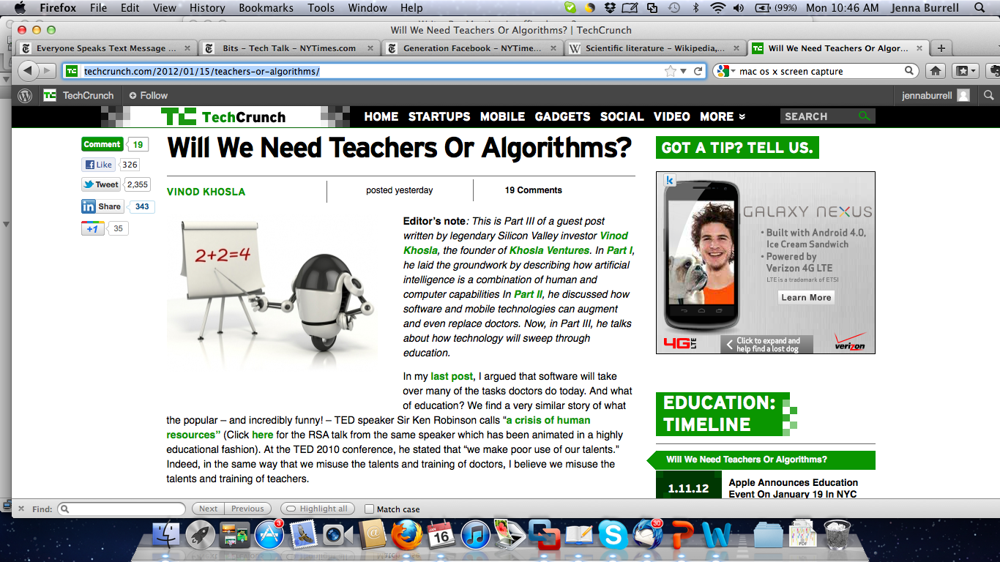 Firefox File Edit View History Bookmarks Tools Window Help (99%) Mon 10:46 AM Jenna Burrell
Will We Need Teachers Or Algorithms? | TechCrunch
Everyone Speaks Text Message ... Bits – Tech Talk – NYTimes.com Generation Facebook – NYTime... Scientific literature – Wikipedia,... Will We Need Teachers Or Algor...
techcrunch.com/2012/01/15/teachers-or-algorithms/ mac os x screen capture
TechCrunch Follow jennaburrell
TechCrunch HOME STARTUPS MOBILE GADGETS SOCIAL VIDEO MORE SEARCH
Comment 19
Like 326
Tweet 2,355
Share 343
+1 35
Will We Need Teachers Or Algorithms?
VINOD KHOSLA posted yesterday 19 Comments
2+2=4
Editor's note: This is Part III of a guest post
written by legendary Silicon Valley investor Vinod
Khosla, the founder of Khosla Ventures. In Part I,
he laid the groundwork by describing how artificial
intelligence is a combination of human and
computer capabilities In Part II, he discussed how
software and mobile technologies can augment
and even replace doctors. Now, in Part III, he talks
about how technology will sweep through
education.
In my last post, I argued that software will take
over many of the tasks doctors do today. And what
of education? We find a very similar story of what
the popular – and incredibly funny! – TED speaker Sir Ken Robinson calls “a crisis of human
resources” (Click here for the RSA talk from the same speaker which has been animated in a highly
educational fashion). At the TED 2010 conference, he stated that “we make poor use of our talents.”
Indeed, in the same way that we misuse the talents and training of doctors, I believe we misuse the
talents and training of teachers.
GOT A TIP? TELL US.
GALAXY NEXUS
• Built with Android 4.0,
Ice Cream Sandwich
• Powered by
Verizon 4G LTE
LTE is a trademark of ETSI
Learn More
4G LTE
Click to expand and
help find a lost dog
verizon
EDUCATION:
TIMELINE
Will We Need Teachers Or Algorithms?
1.11.12
Apple Announces Education
Event On January 19 In NYC
Find: Next Previous Highlight all Match case
3
JAN
16
30
PDF